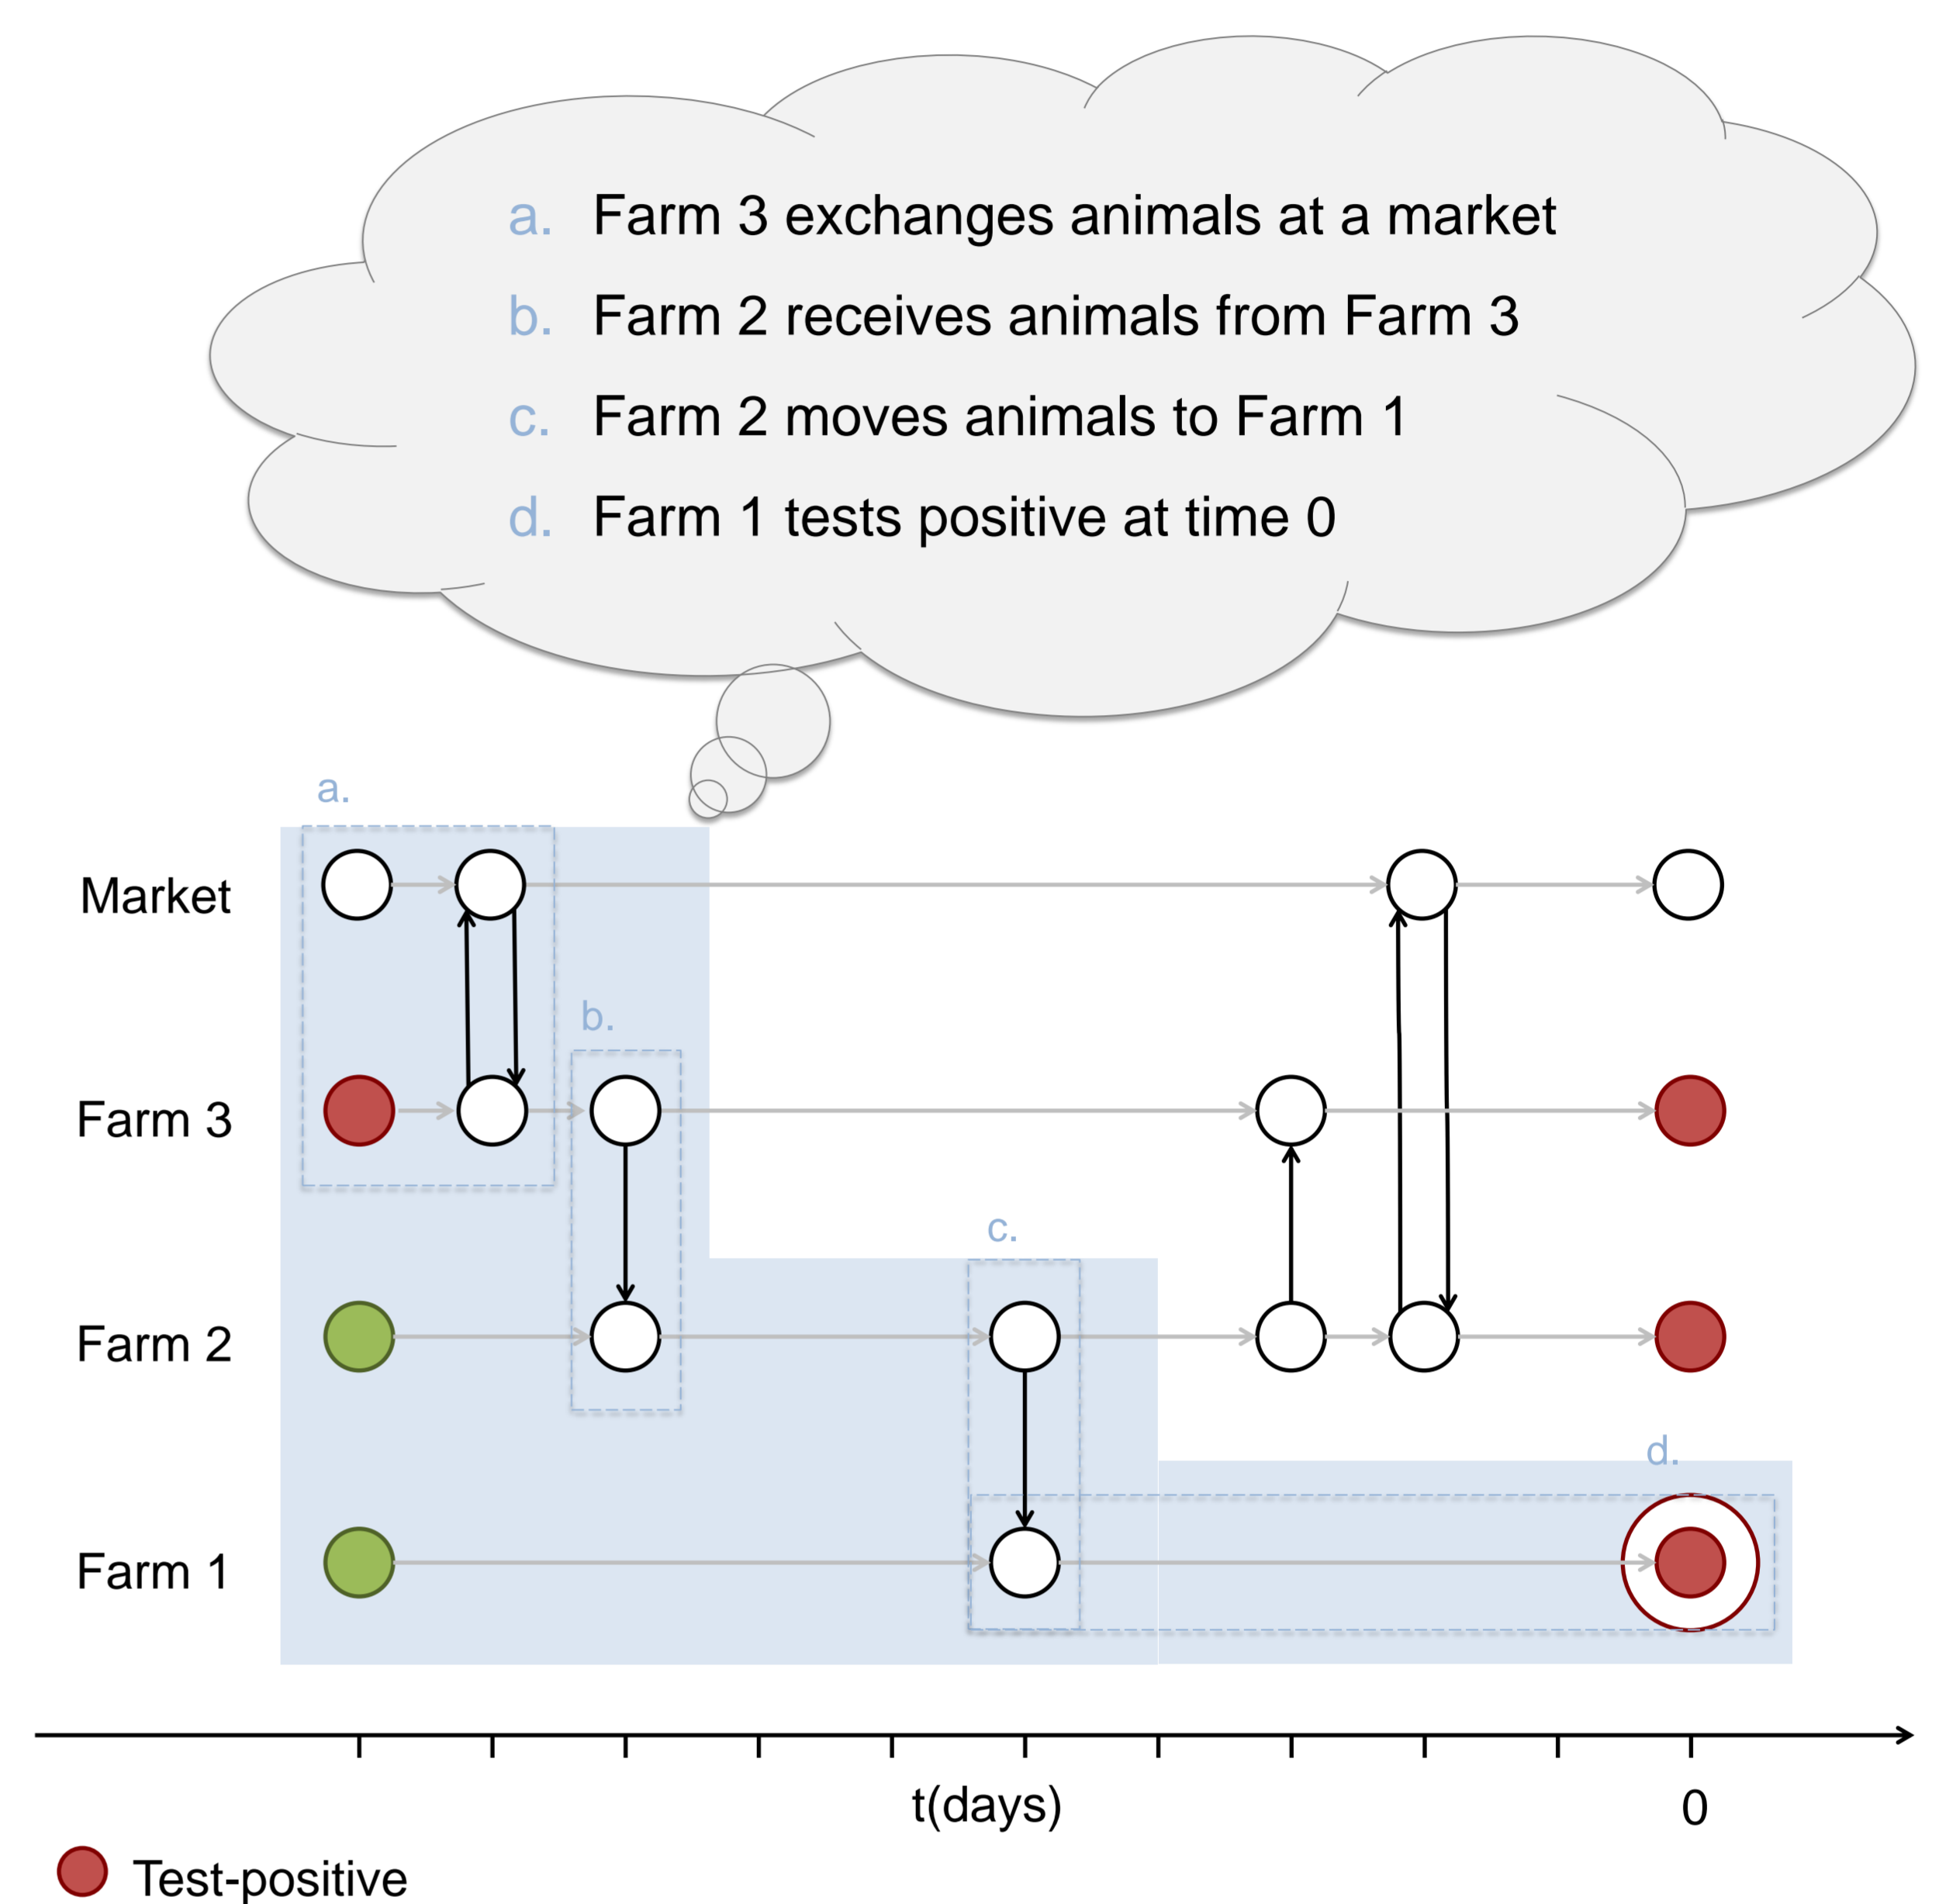 a. Farm 3 exchanges animals at a market
b. Farm 2 receives animals from Farm 3
c. Farm 2 moves animals to Farm 1
d. Farm 1 tests positive at time 0
a.
Market
b.
Farm 3
c.
Farm 2
d.
Farm 1
t(days)
0
Test-positive